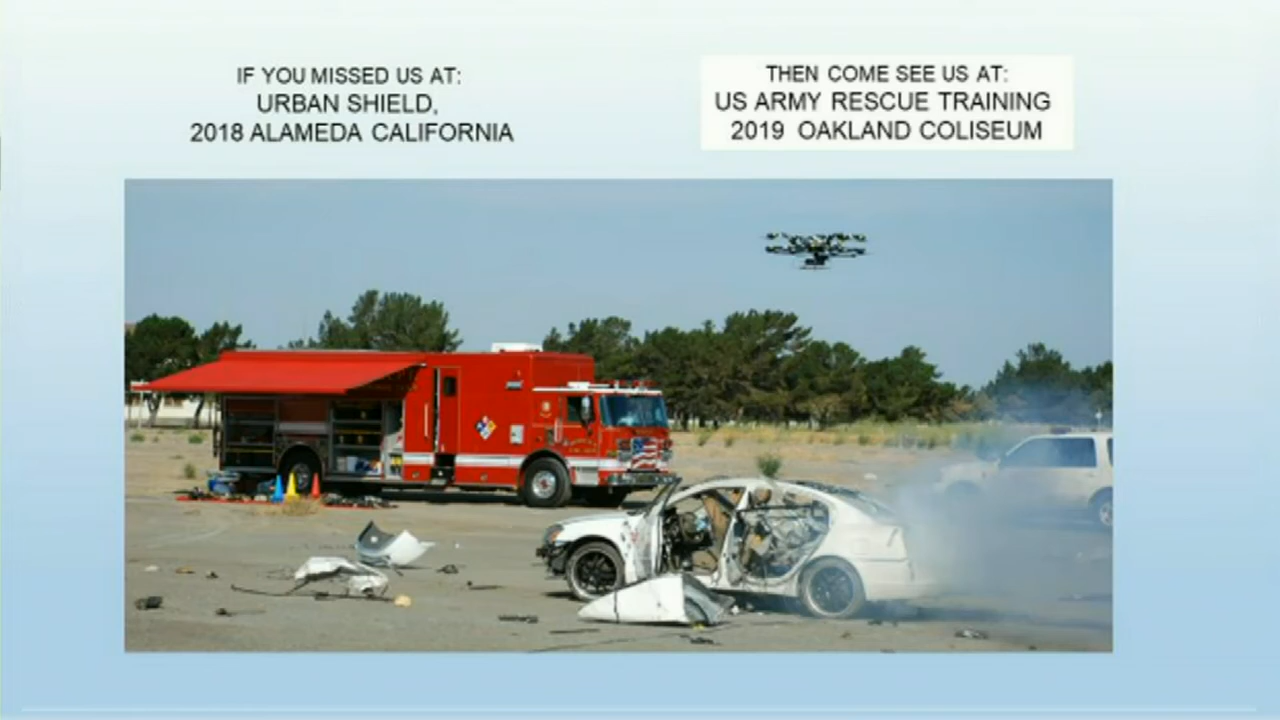 IF YOU MISSED US AT:
URBAN SHIELD,
2018 ALAMEDA CALIFORNIA
THEN COME SEE US AT:
US ARMY RESCUE TRAINING
2019 OAKLAND COLISEUM